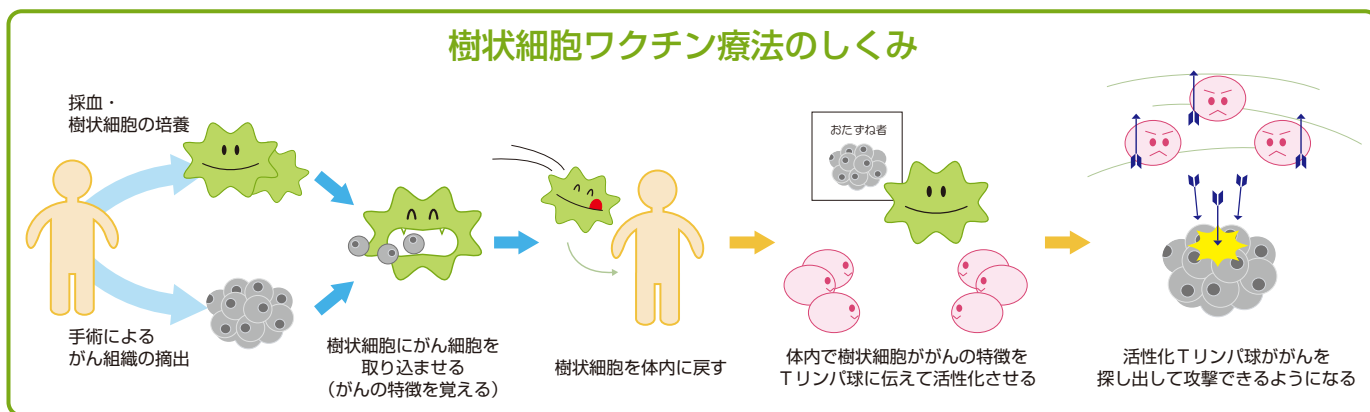 樹状細胞ワクチン療法のしくみ
採血・
樹状細胞の培養
手術による
がん組織の摘出
樹状細胞にがん細胞を
取り込ませる
（がんの特徴を覚える）
樹状細胞を体内に戻す
おたずね者
体内で樹状細胞ががんの特徴を
Ｔリンパ球に伝えて活性化させる
活性化Ｔリンパ球ががんを
探し出して攻撃できるようになる